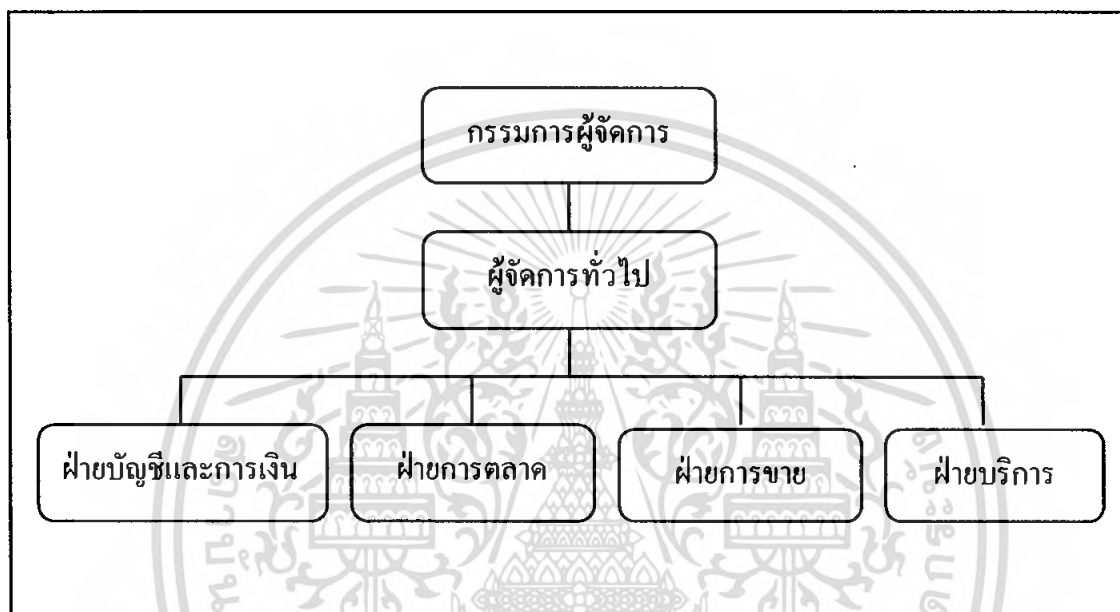 กรรมการผู้จัดการ
ผู้จัดการทั่วไป
ฝ่ายบัญชีและการเงิน
ฝ่ายการตลาด
ฝ่ายการขาย
ฝ่ายบริการ